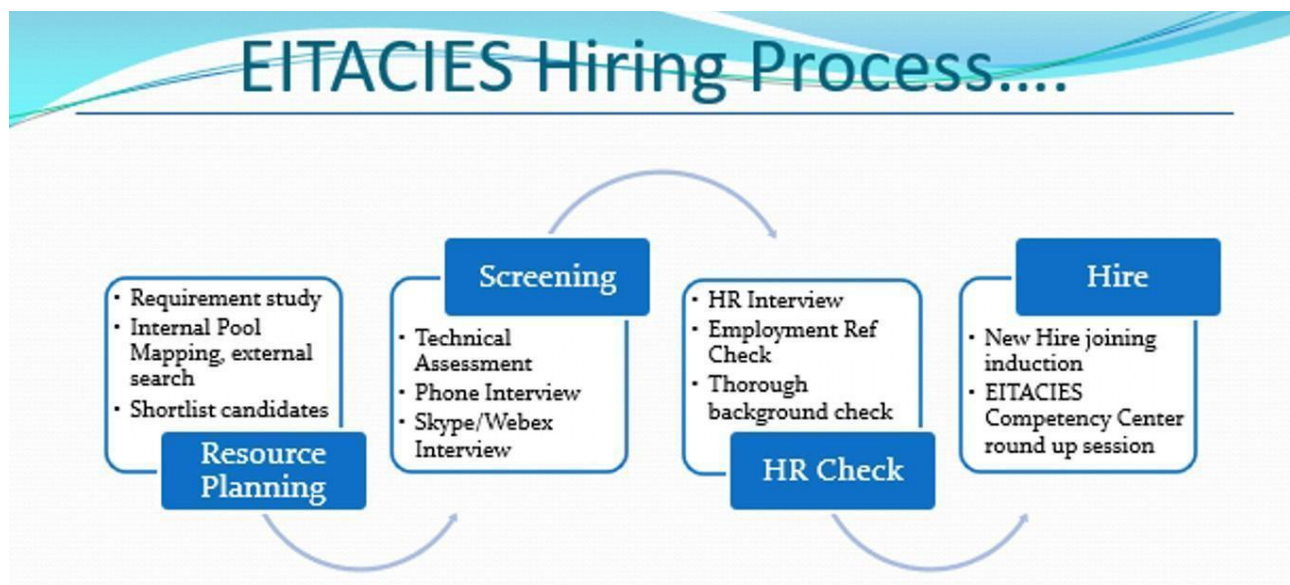 EITACIES Hiring Process....
• Requirement study
• Internal Pool
Mapping, external
search
• Shortlist candidates
Resource
Planning
Screening
• Technical
Assessment
• Phone Interview
• Skype/Webex
Interview
• HR Interview
• Employment Ref
Check
• Thorough
background check
HR Check
Hire
• New Hire joining
induction
• EITACIES
Competency Center
round up session